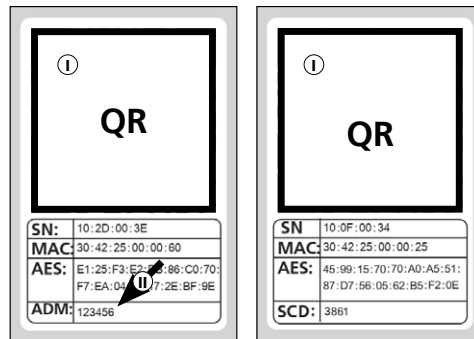 I
QR
SN: 10:2D:00:3E
MAC: 30:42:25:00:00:60
AES: E1:25:F3:E2: :86:C0:70:
F7:EA:04: 7:2E:BF:9E
II
ADM: 123456
I
QR
SN 10:0F:00:34
MAC: 30:42:25:00:00:25
AES: 45:99:15:70:70:A0:A5:51:
87:D7:56:05:62:B5:F2:0E
SCD: 3861